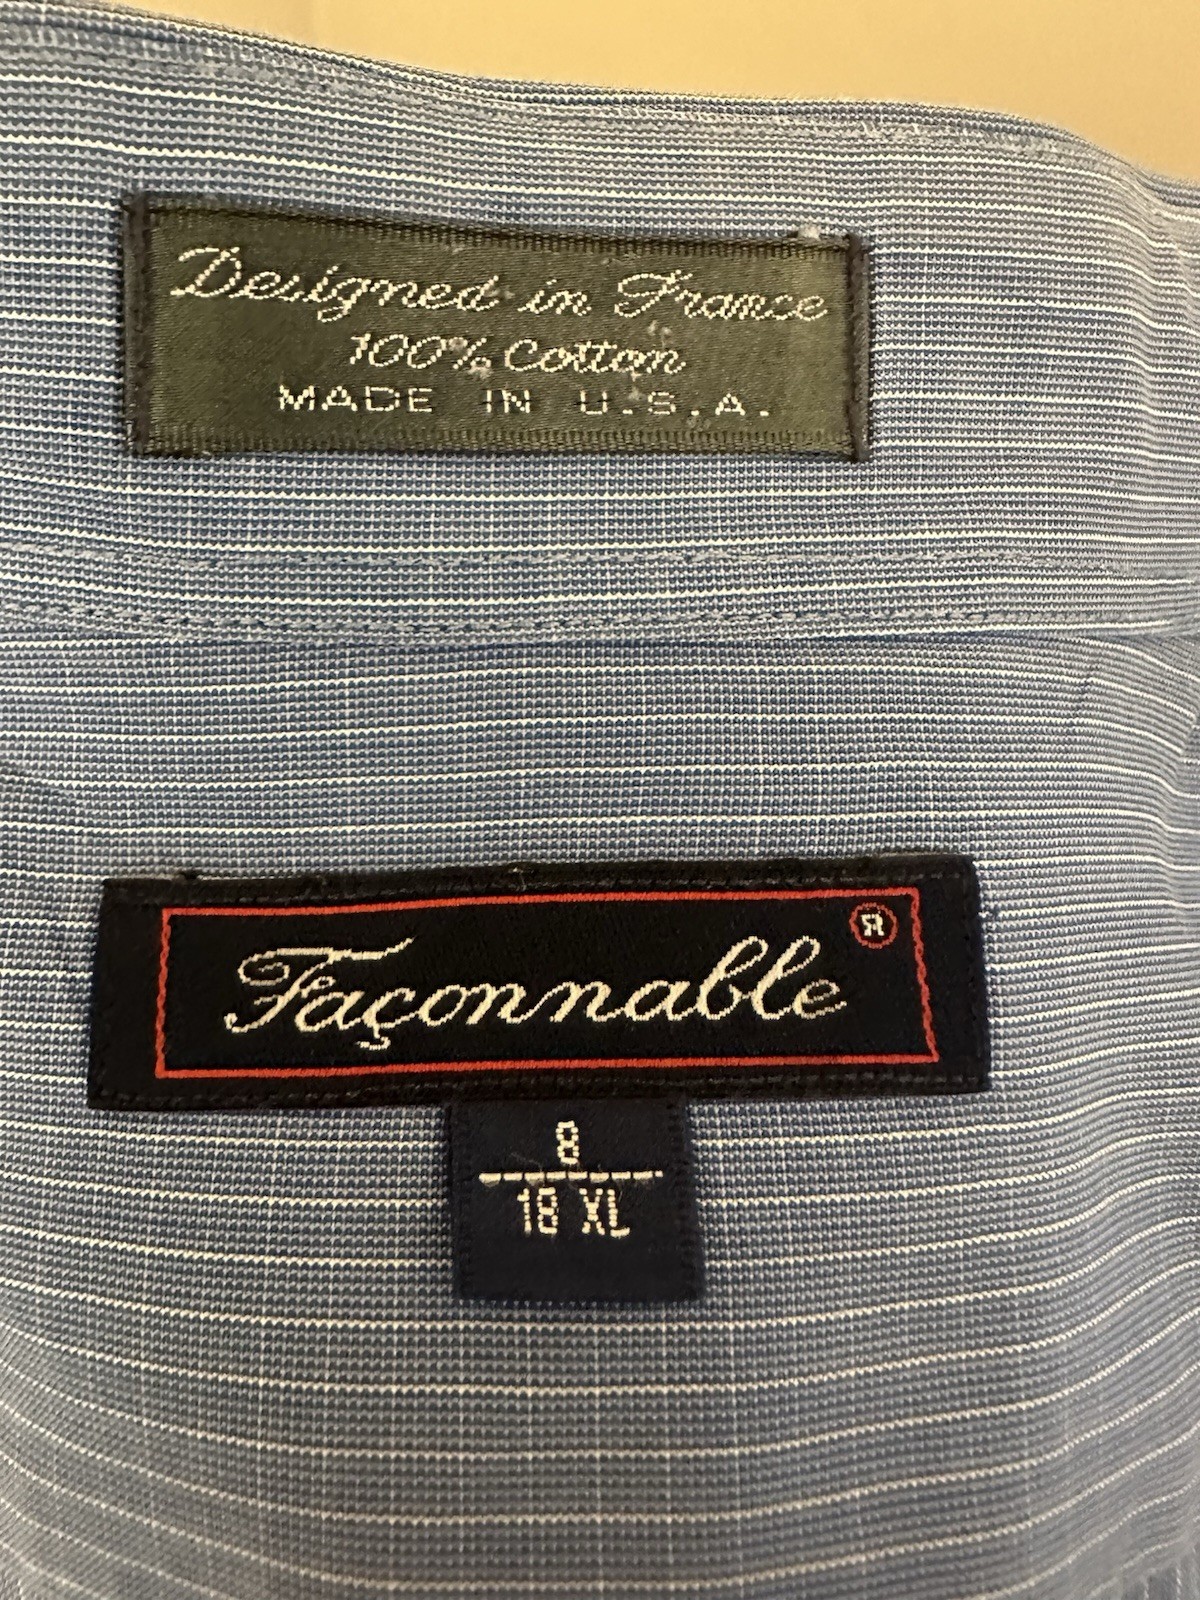 Designed in France
100% Cotton
MADE IN U.S.A.
Façonnable ®
8
18 XL